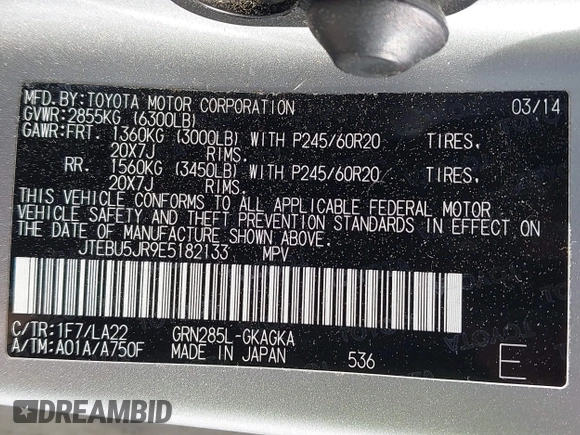 MFD.BY:TOYOTA MOTOR CORPORATION 03/14
GVWR:2855KG (6300LB)
GAWR:FRT. 1360KG (3000LB) WITH P245/60R20 TIRES,
20X7J RIMS.
RR. 1560KG (3450LB) WITH P245/60R20 TIRES,
20X7J RIMS.
THIS VEHICLE CONFORMS TO ALL APPLICABLE FEDERAL MOTOR
VEHICLE SAFETY AND THEFT PREVENTION STANDARDS IN EFFECT ON
THE DATE OF MANUFACTURE SHOWN ABOVE.
JTEBU5JR9E5182133 MPV
C/TR:1F7/LA22 GRN285L-GKAGKA
A/TM:A01A/A750F MADE IN JAPAN 536 E
DREAMBID